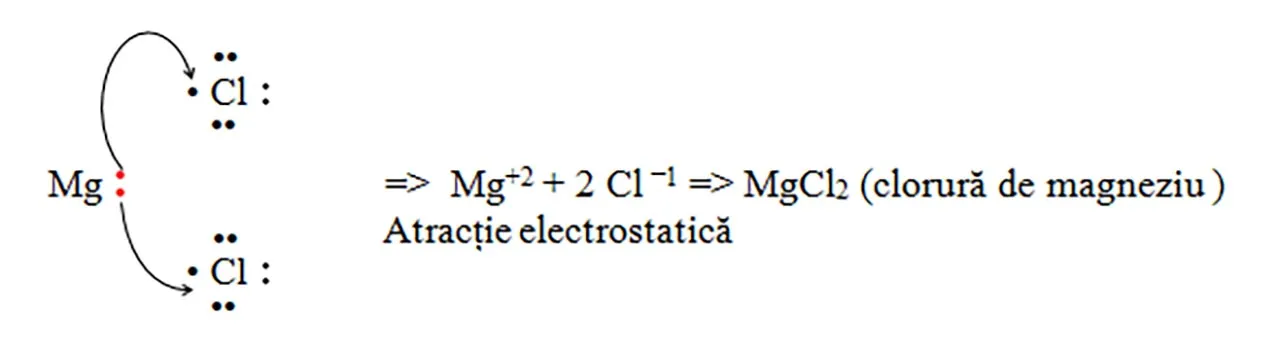 Cl :
Mg : => Mg⁺² + 2 Cl ⁻¹ => MgCl₂ (clorură de magneziu )
Atracție electrostatică
Cl :